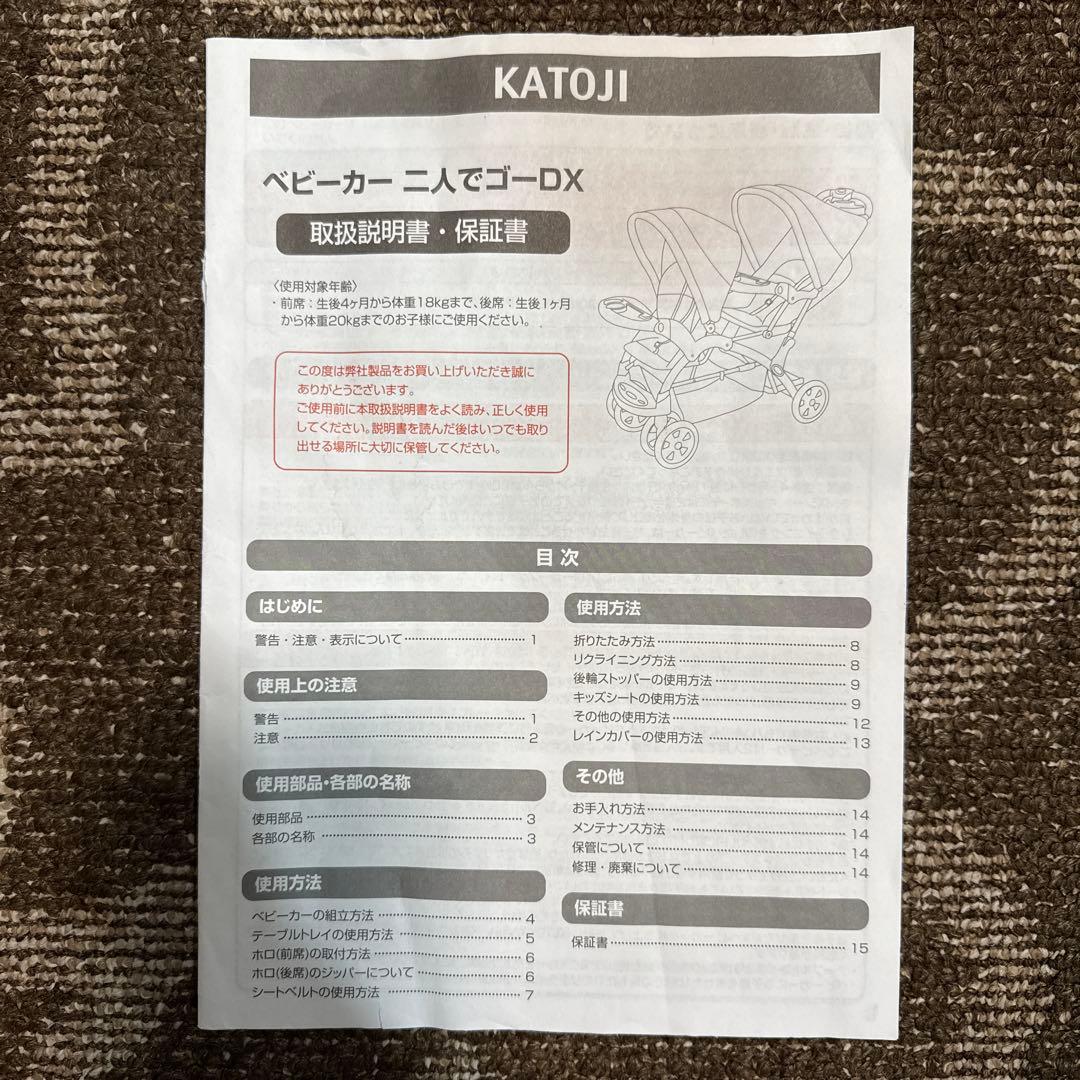 KATOJI
ベビーカー 二人でゴーDX
取扱説明書・保証書
〈使用対象年齢〉
・前席：生後4ヶ月から体重18kgまで、後席：生後1ヶ月
から体重20kgまでのお子様にご使用ください。
この度は弊社製品をお買い上げいただき誠に
ありがとうございます。
ご使用前に本取扱説明書をよく読み、正しく使用
してください。説明書を読んだ後はいつでも取り
出せる場所に大切に保管してください。
目 次
はじめに
警告・注意・表示について 1
使用上の注意
警告 1
注意 2
使用部品・各部の名称
使用部品 3
各部の名称 3
使用方法
ベビーカーの組立方法 4
テーブルトレイの使用方法 5
ホロ(前席)の取付方法 6
ホロ(後席)のジッパーについて 6
シートベルトの使用方法 7
使用方法
折りたたみ方法 8
リクライニング方法 8
後輪ストッパーの使用方法 9
キッズシートの使用方法 9
その他の使用方法 12
レインカバーの使用方法 13
その他
お手入れ方法 14
メンテナンス方法 14
保管について 14
修理・廃棄について 14
保証書
保証書 15